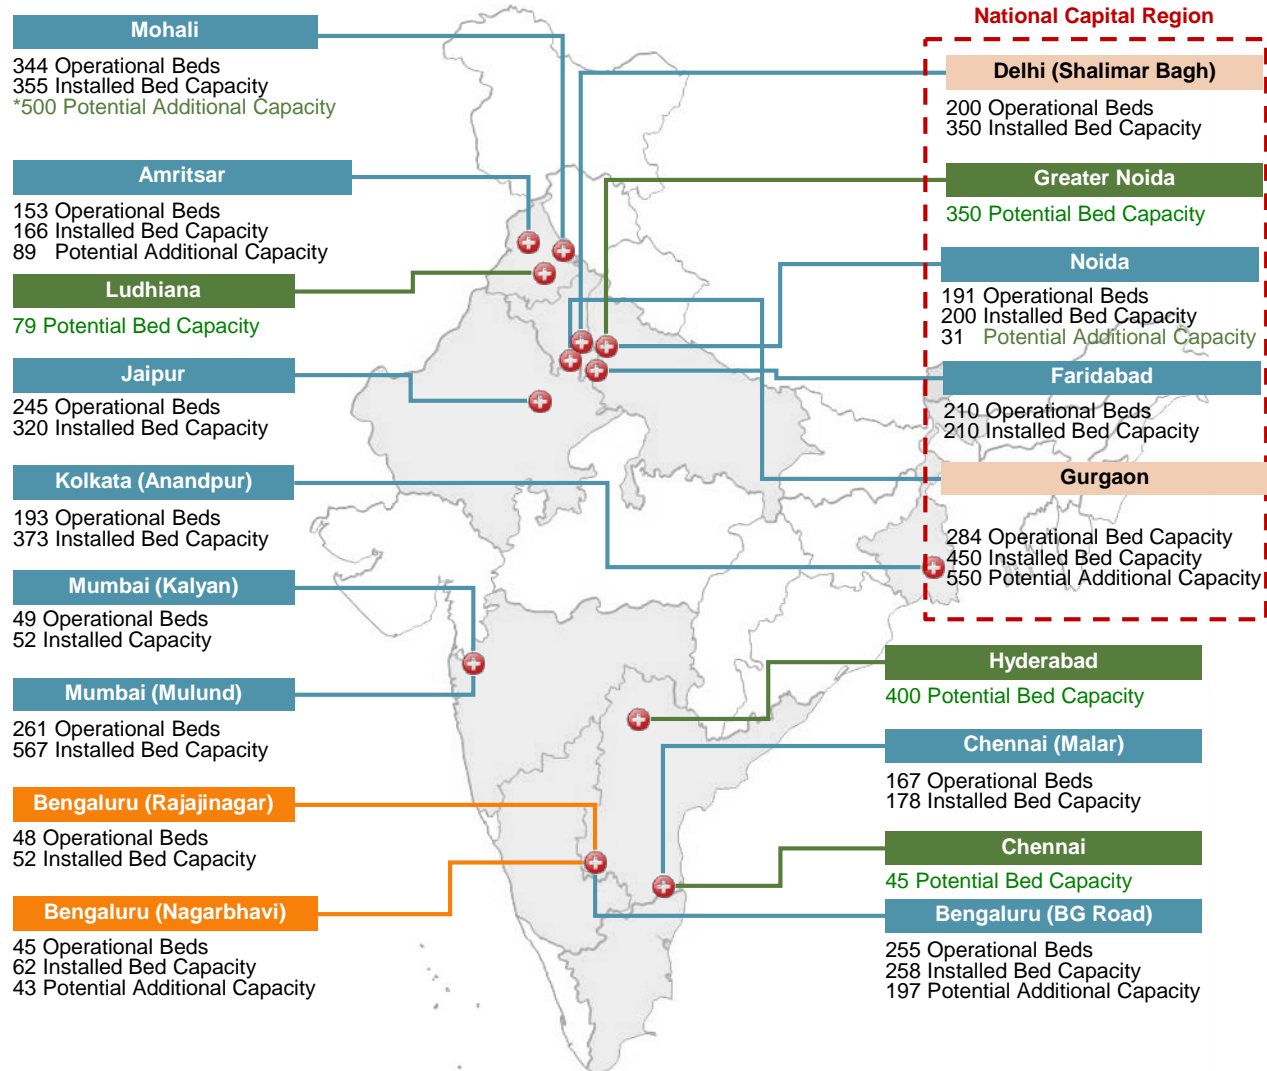 Mohali
344 Operational Beds
355 Installed Bed Capacity
*500 Potential Additional Capacity
Amritsar
153 Operational Beds
166 Installed Bed Capacity
89 Potential Additional Capacity
Ludhiana
79 Potential Bed Capacity
Jaipur
245 Operational Beds
320 Installed Bed Capacity
Kolkata (Anandpur)
193 Operational Beds
373 Installed Bed Capacity
Mumbai (Kalyan)
49 Operational Beds
52 Installed Capacity
Mumbai (Mulund)
261 Operational Beds
567 Installed Bed Capacity
Bengaluru (Rajajinagar)
48 Operational Beds
52 Installed Bed Capacity
Bengaluru (Nagarbhavi)
45 Operational Beds
62 Installed Bed Capacity
43 Potential Additional Capacity
National Capital Region
Delhi (Shalimar Bagh)
200 Operational Beds
350 Installed Bed Capacity
Greater Noida
350 Potential Bed Capacity
Noida
191 Operational Beds
200 Installed Bed Capacity
31 Potential Additional Capacity
Faridabad
210 Operational Beds
210 Installed Bed Capacity
Gurgaon
284 Operational Bed Capacity
450 Installed Bed Capacity
550 Potential Additional Capacity
Hyderabad
400 Potential Bed Capacity
Chennai (Malar)
167 Operational Beds
178 Installed Bed Capacity
Chennai
45 Potential Bed Capacity
Bengaluru (BG Road)
255 Operational Beds
258 Installed Bed Capacity
197 Potential Additional Capacity